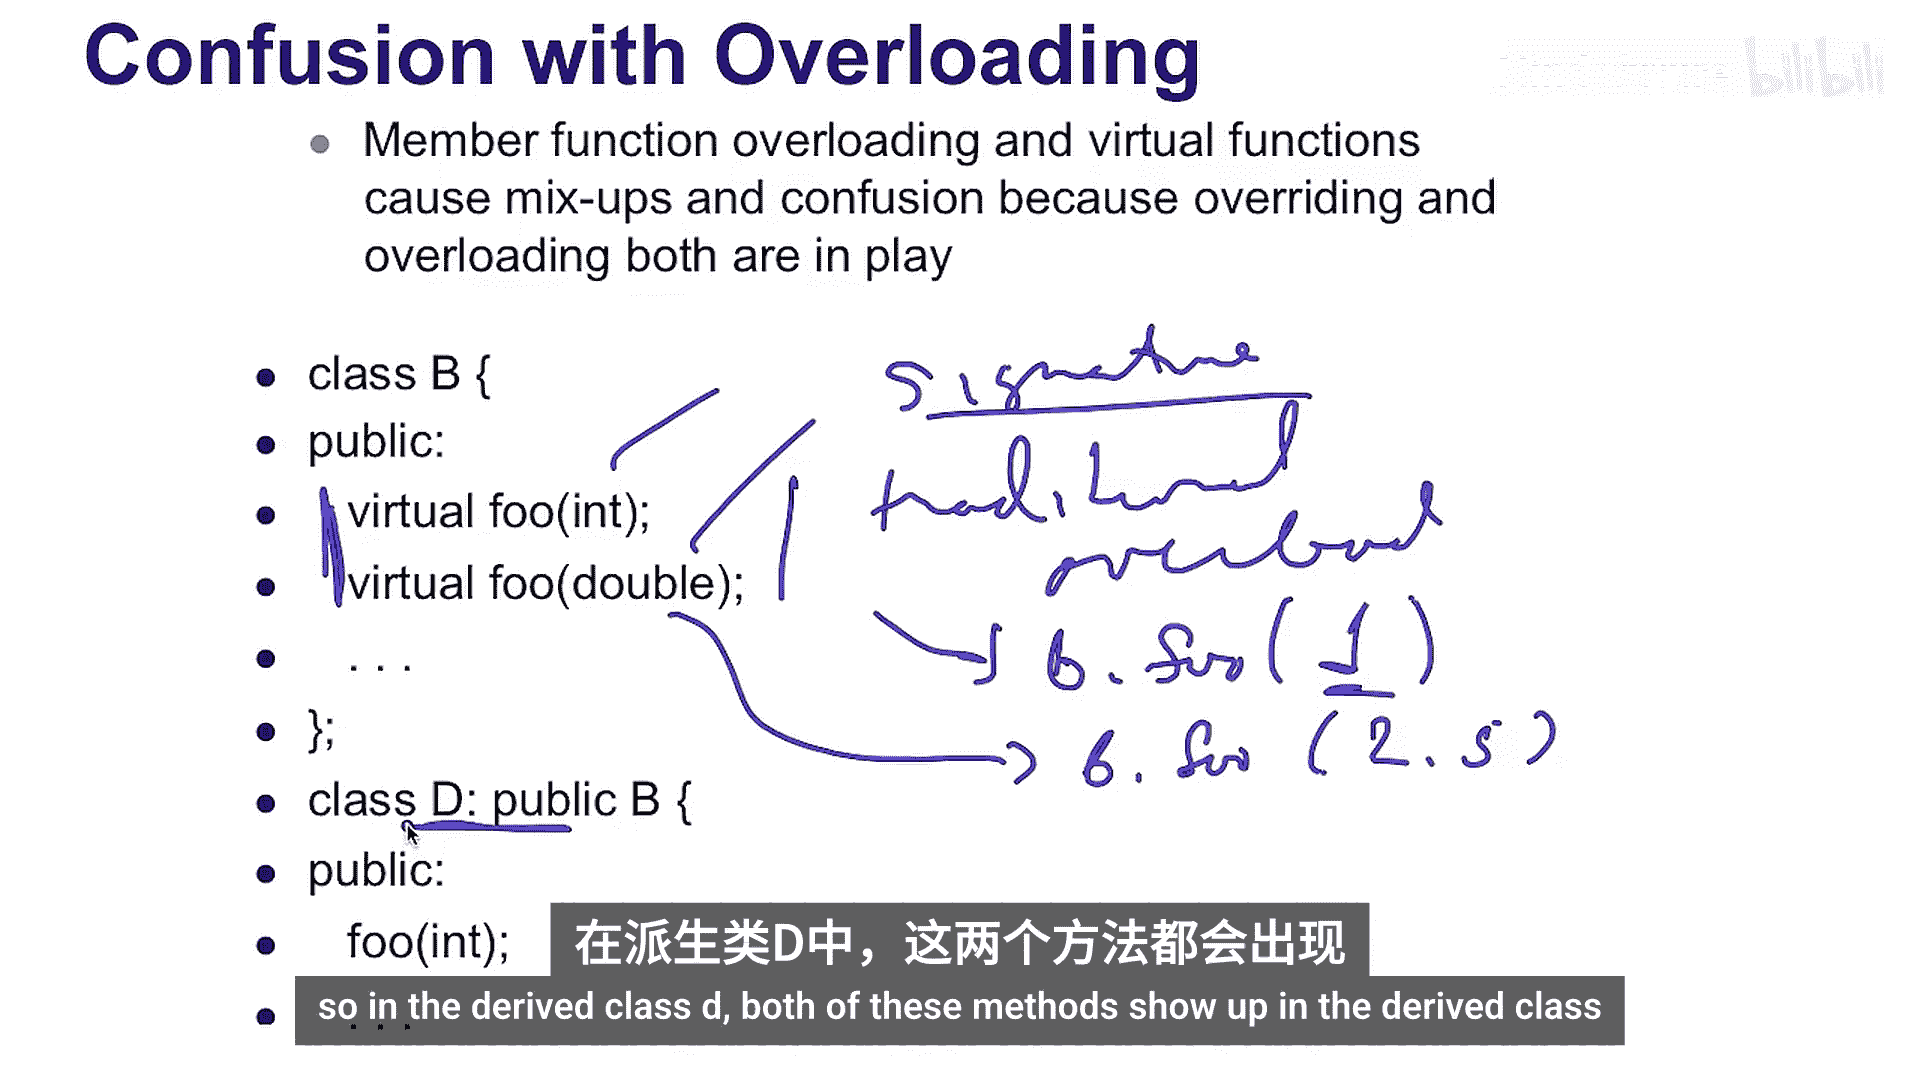 Confusion with Overloading
bilibili
Member function overloading and virtual functions
cause mix-ups and confusion because overriding and
overloading both are in play
class B {
public:
virtual foo(int);
virtual foo(double);
. . .
};
class D: public B {
public:
foo(int);
. . .
signature
traditional
overload
b. foo ( 1 )
b. foo ( 2.5 )
在派生类D中，这两个方法都会出现
so in the derived class d, both of these methods show up in the derived class